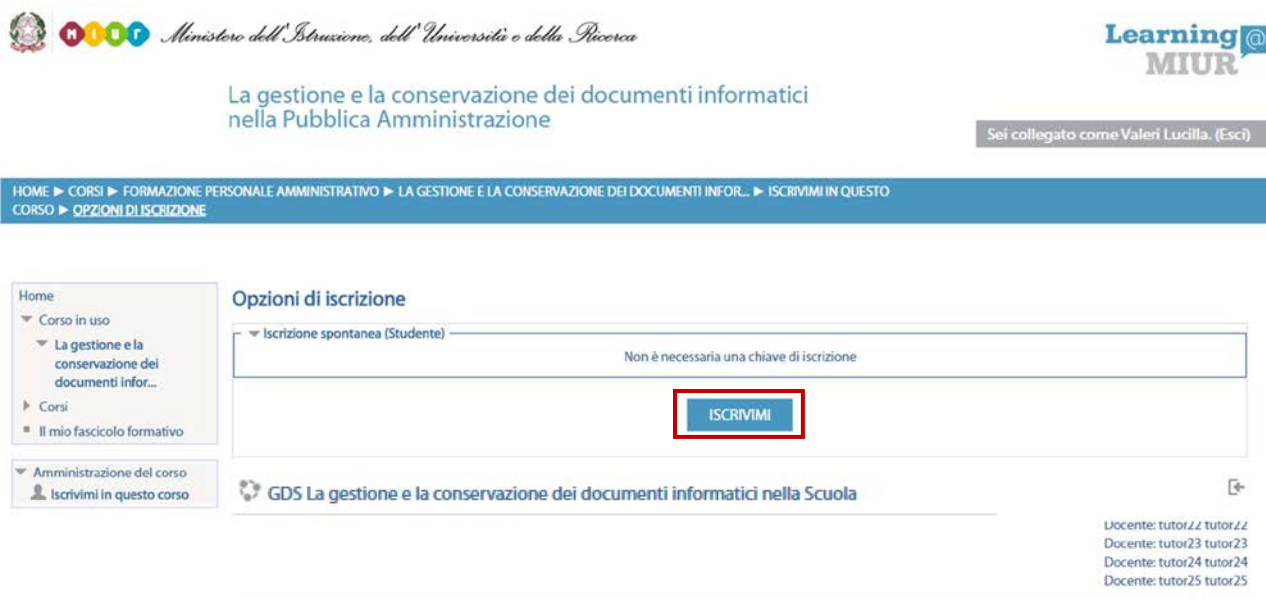 MIUR Ministero dell'Istruzione, dell'Università e della Ricerca
Learning@
MIUR
La gestione e la conservazione dei documenti informatici
nella Pubblica Amministrazione
Sei collegato come Valeri Lucilla. (Esci)
HOME ► CORSI ► FORMAZIONE PERSONALE AMMINISTRATIVO ► LA GESTIONE E LA CONSERVAZIONE DEI DOCUMENTI INFOR... ► ISCRIVIMI IN QUESTO
CORSO ► OPZIONI DI ISCRIZIONE
Home
Corso in uso
La gestione e la
conservazione dei
documenti infor...
Corsi
Il mio fascicolo formativo
Amministrazione del corso
Iscrivimi in questo corso
Opzioni di iscrizione
Iscrizione spontanea (Studente)
Non è necessaria una chiave di iscrizione
ISCRIVIMI
GDS La gestione e la conservazione dei documenti informatici nella Scuola
Docente: tutor22 tutor22
Docente: tutor23 tutor23
Docente: tutor24 tutor24
Docente: tutor25 tutor25